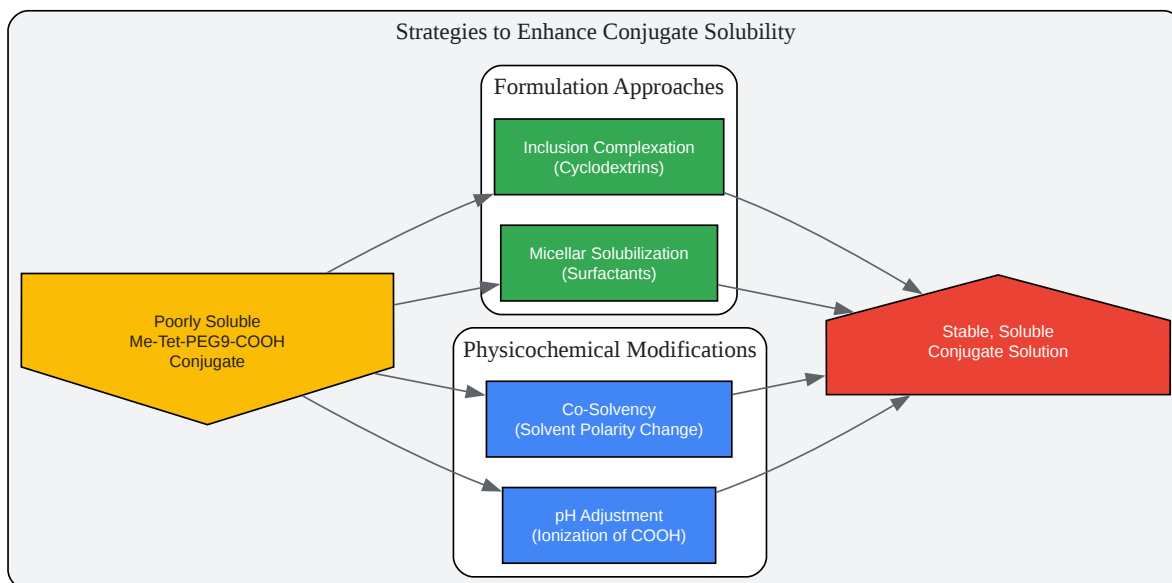 Strategies to Enhance Conjugate Solubility
Formulation Approaches
Inclusion Complexation
(Cyclodextrins)
Micellar Solubilization
(Surfactants)
Poorly Soluble
Me-Tet-PEG9-COOH
Conjugate
Stable, Soluble
Conjugate Solution
Physicochemical Modifications
Co-Solvency
(Solvent Polarity Change)
pH Adjustment
(Ionization of COOH)